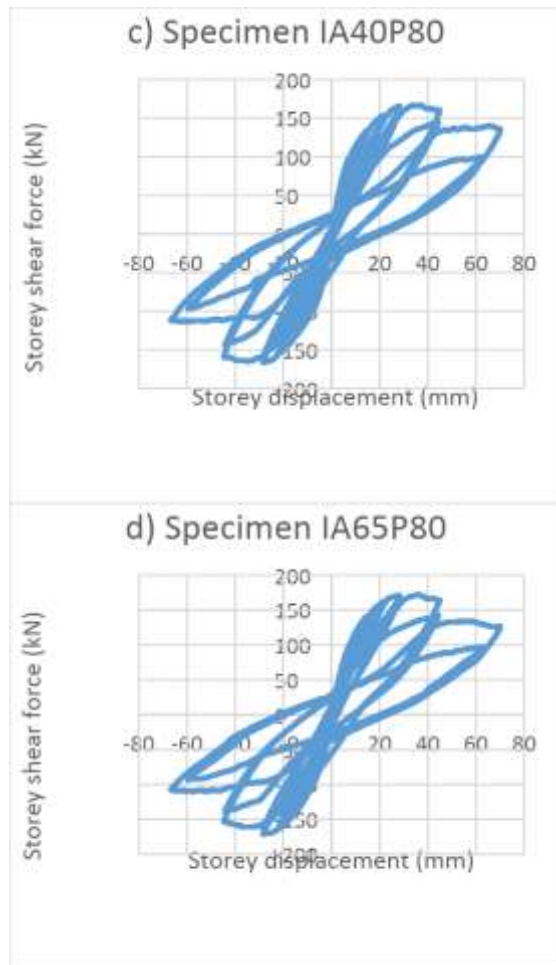 c) Specimen IA40P80
200
150
100
50
-80 -60 20 40 60 80
Storey shear force (kN)
Storey displacement (mm)
d) Specimen IA65P80
200
150
100
50
-80 -60 20 40 60 80
Storey shear force (kN)
Storey displacement (mm)